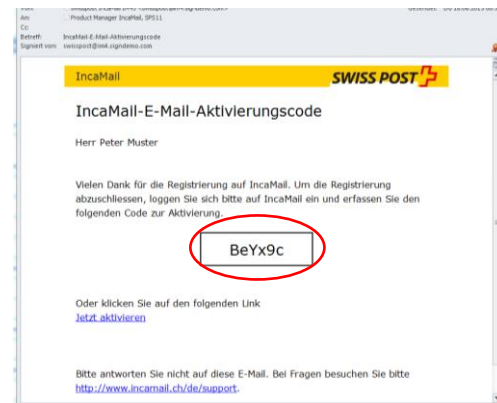 An: Product Manager IncaMail, SPS11
Cc:
Betreff: IncaMail-E-Mail-Aktivierungscode
Signiert von: swisspost@im4.signdemo.com
IncaMail SWISS POST
IncaMail-E-Mail-Aktivierungscode
Herr Peter Muster
Vielen Dank für die Registrierung auf IncaMail. Um die Registrierung
abzuschliessen, loggen Sie sich bitte auf IncaMail ein und erfassen Sie den
folgenden Code zur Aktivierung.
BeYx9c
Oder klicken Sie auf den folgenden Link
Jetzt aktivieren
Bitte antworten Sie nicht auf diese E-Mail. Bei Fragen besuchen Sie bitte
http://www.incamail.ch/de/support.